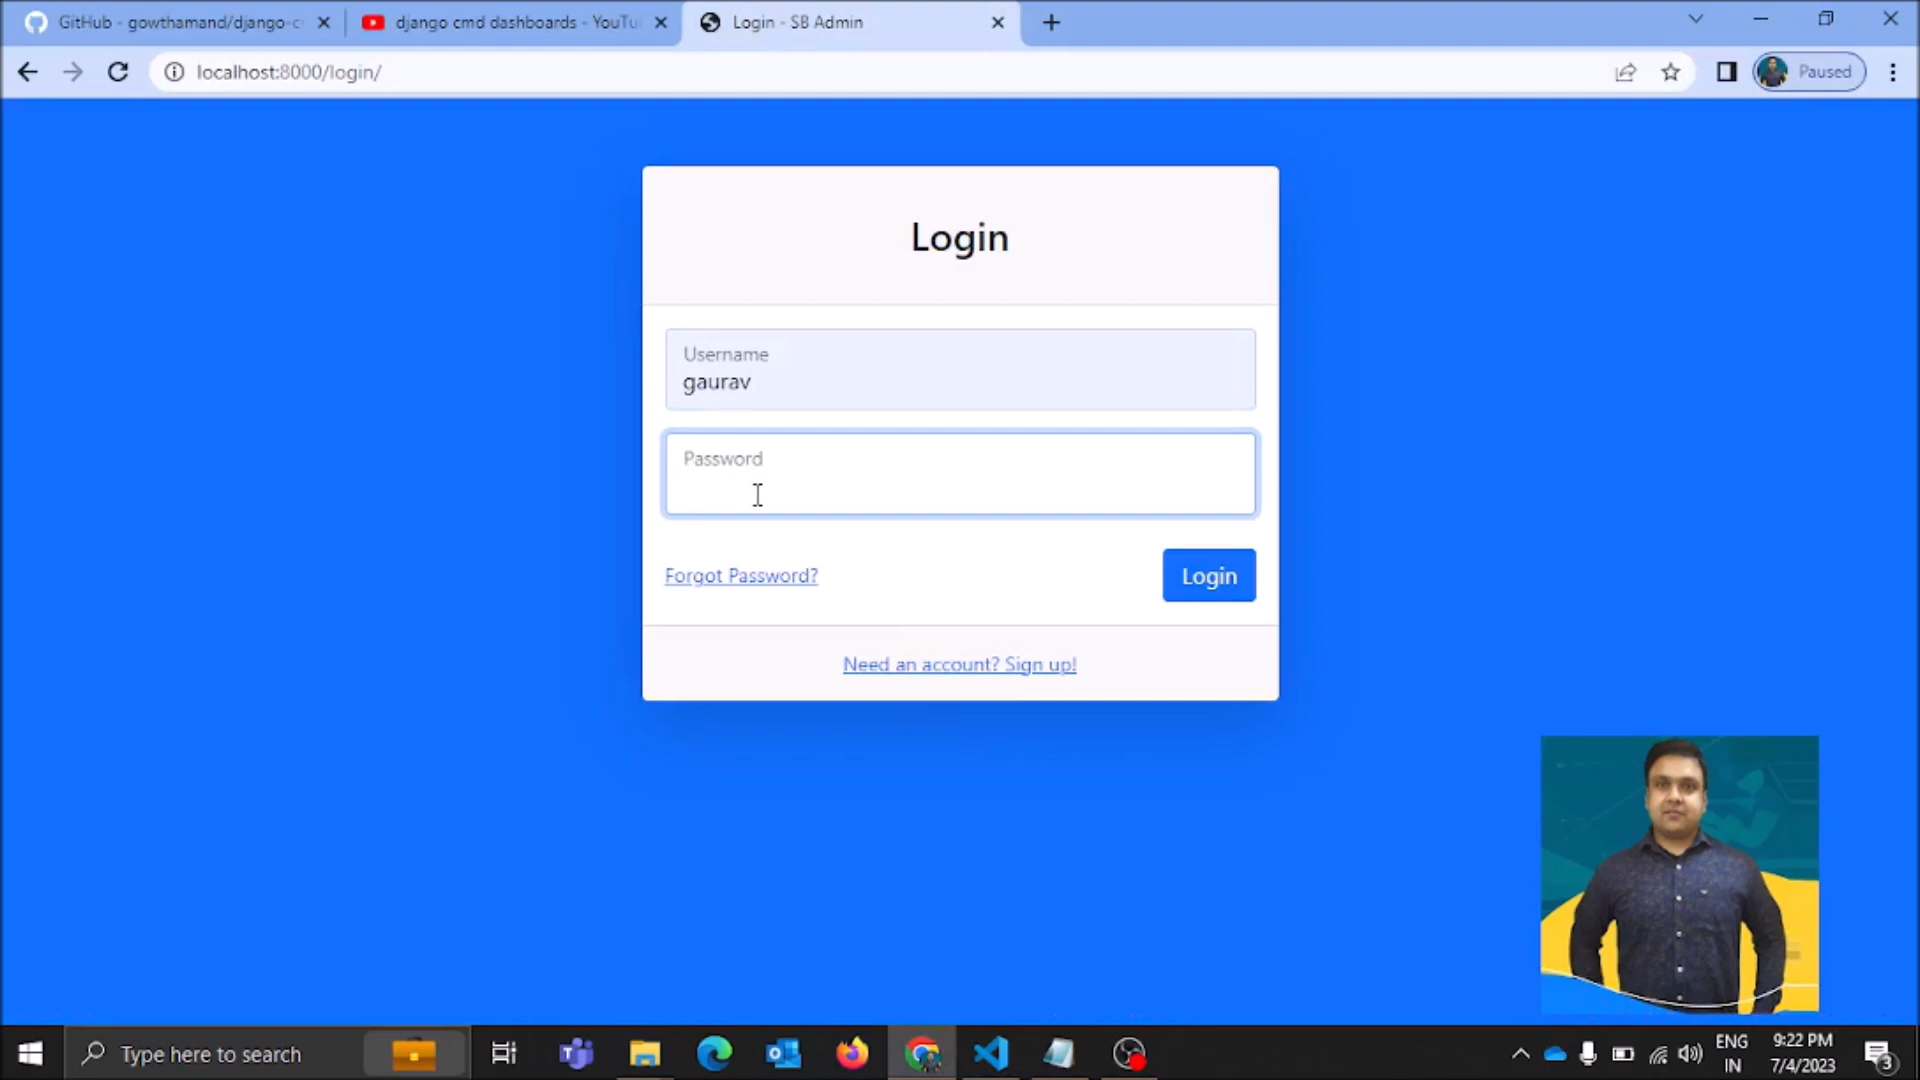 GitHub - gowthamand/django-c
django cmd dashboards - YouTu
Login - SB Admin
localhost:8000/login/
Paused
Login
Username
gaurav
Password
Forgot Password?
Login
Need an account? Sign up!
Type here to search
ENG
IN
9:22 PM
7/4/2023
3